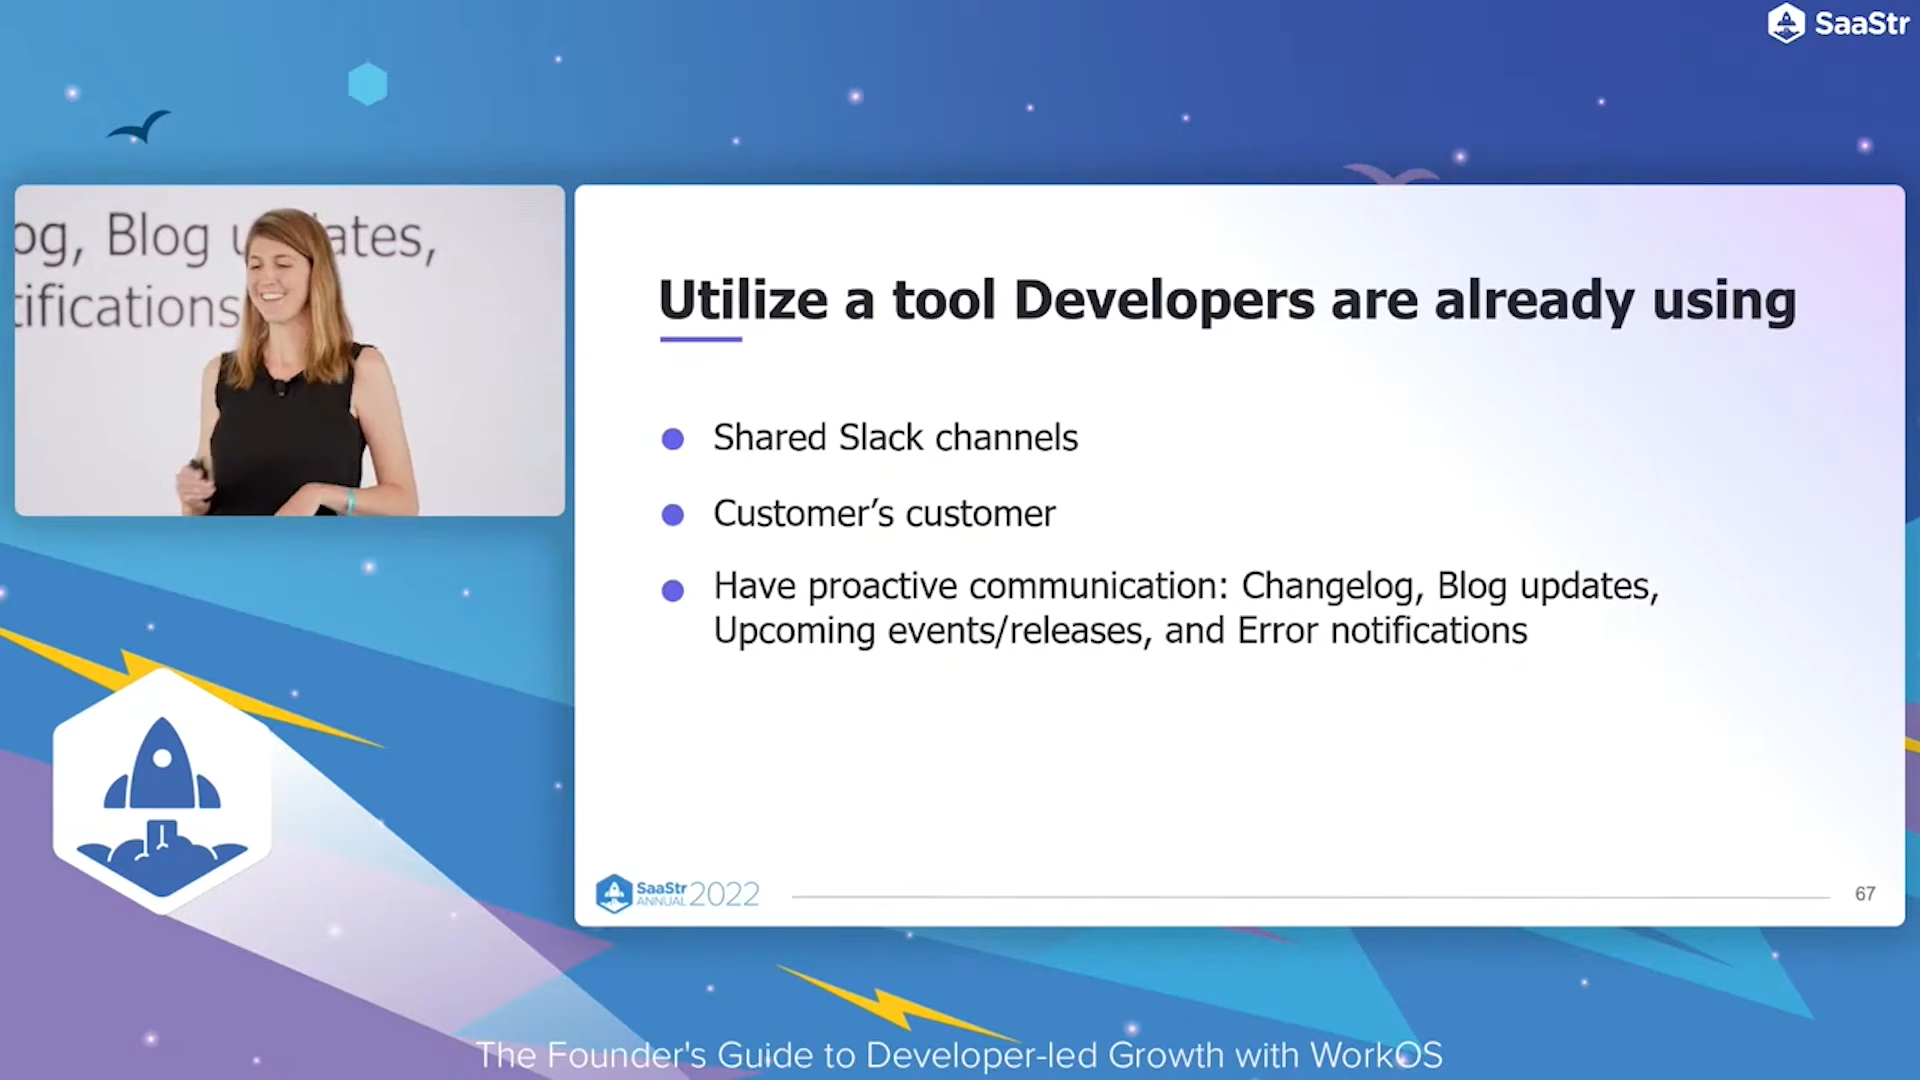 SaaStr
og, Blog u ates,
tifications
Utilize a tool Developers are already using
Shared Slack channels
Customer’s customer
Have proactive communication: Changelog, Blog updates,
Upcoming events/releases, and Error notifications
SaaStr
ANNUAL 2022
67
The Founder's Guide to Developer-led Growth with WorkOS